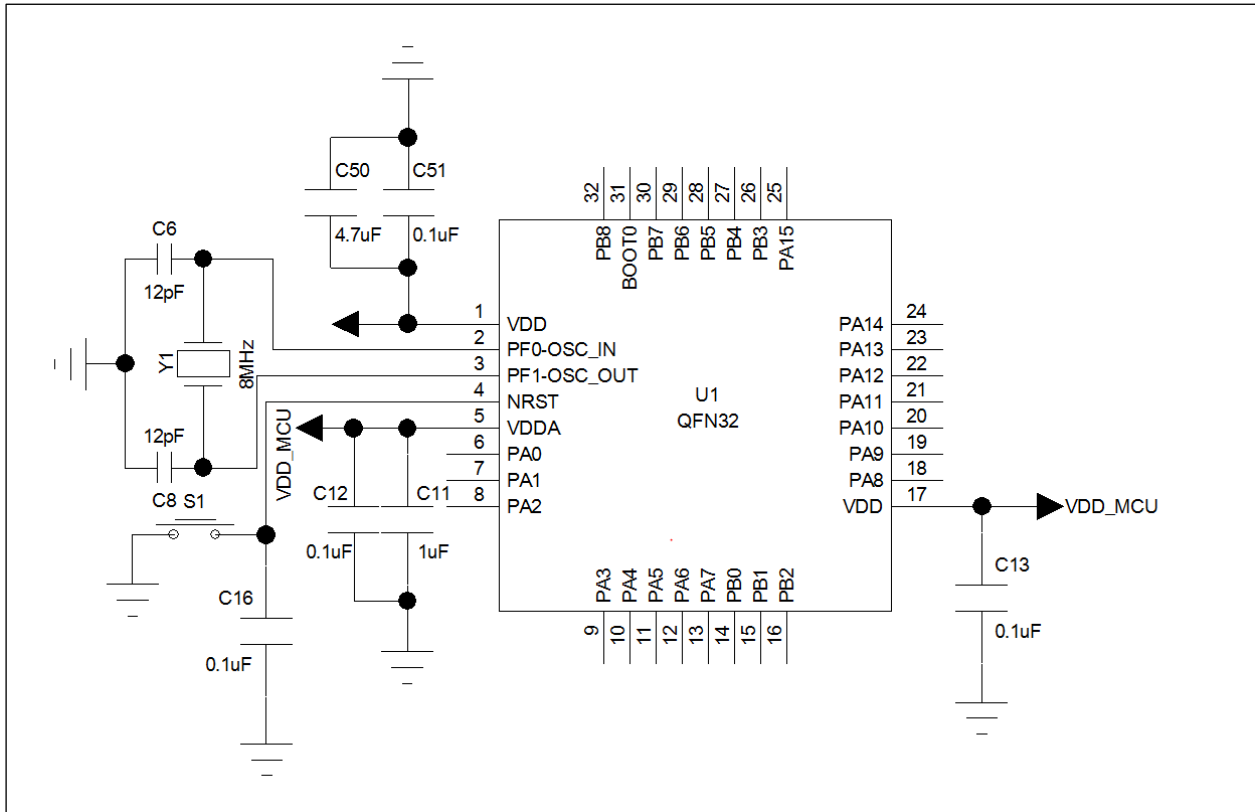 C50
C51
4.7uF
0.1uF
C6
12pF
Y1
8MHz
12pF
C8
S1
VDD_MCU
C12
C11
0.1uF
1uF
C16
0.1uF
32
31
30
29
28
27
26
25
PB8
BOOT0
PB7
PB6
PB5
PB4
PB3
PA15
1 VDD
2 PF0-OSC_IN
3 PF1-OSC_OUT
4 NRST
5 VDDA
6 PA0
7 PA1
8 PA2
U1
QFN32
PA14 24
PA13 23
PA12 22
PA11 21
PA10 20
PA9 19
PA8 18
VDD 17
VDD_MCU
C13
0.1uF
PA3
PA4
PA5
PA6
PA7
PB0
PB1
PB2
9
10
11
12
13
14
15
16